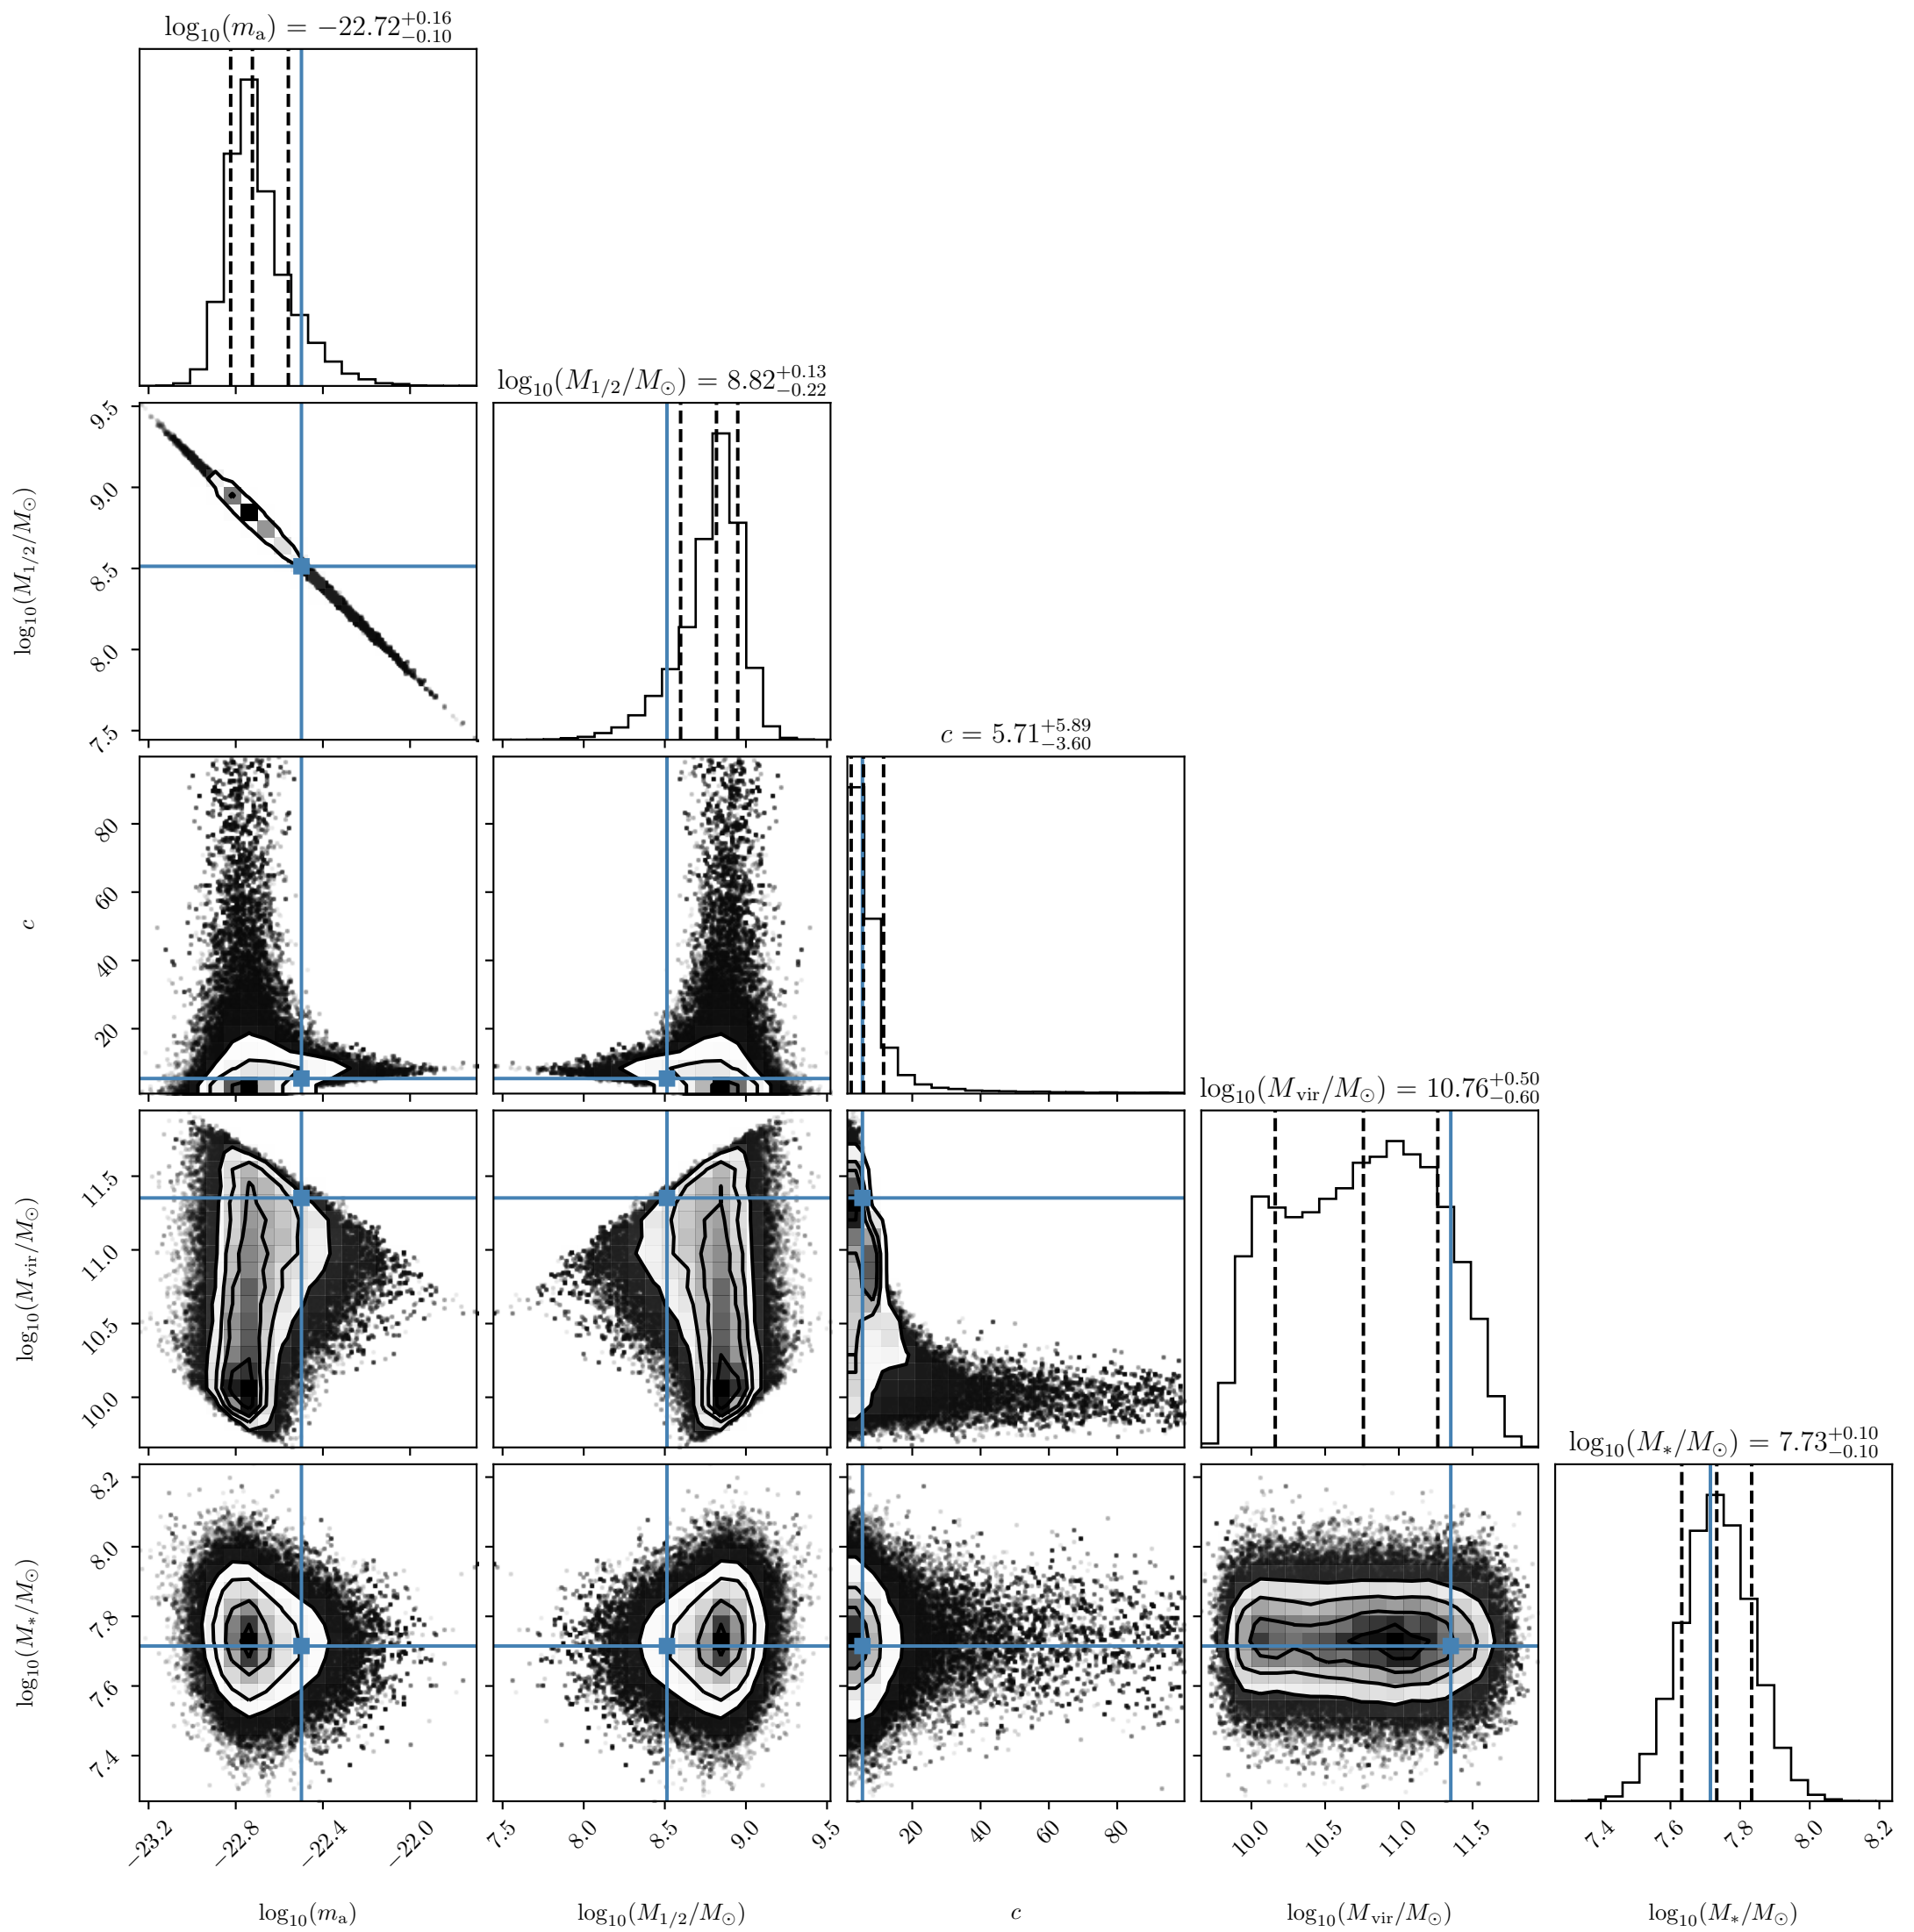 log₁₀(mₐ) = −22.72⁺⁰·¹⁶₋₀.₁₀
9.5
9.0
8.5
8.0
7.5
log₁₀(M₁/₂/M⊙)
log₁₀(M₁/₂/M⊙) = 8.82⁺⁰·¹³₋₀.₂₂
80
60
40
20
c
c = 5.71⁺⁵·⁸⁹₋₃.₆₀
11.5
11.0
10.5
10.0
log₁₀(M_vir/M⊙)
log₁₀(M_vir/M⊙) = 10.76⁺⁰·⁵⁰₋₀.₆₀
8.2
8.0
7.8
7.6
7.4
log₁₀(M*/M⊙)
log₁₀(M*/M⊙) = 7.73⁺⁰·¹⁰₋₀.₁₀
−23.2 −22.8 −22.4 −22.0 7.5 8.0 8.5 9.0 9.5 20 40 60 80 10.0 10.5 11.0 11.5 7.4 7.6 7.8 8.0 8.2
log₁₀(mₐ) log₁₀(M₁/₂/M⊙) c log₁₀(M_vir/M⊙) log₁₀(M*/M⊙)